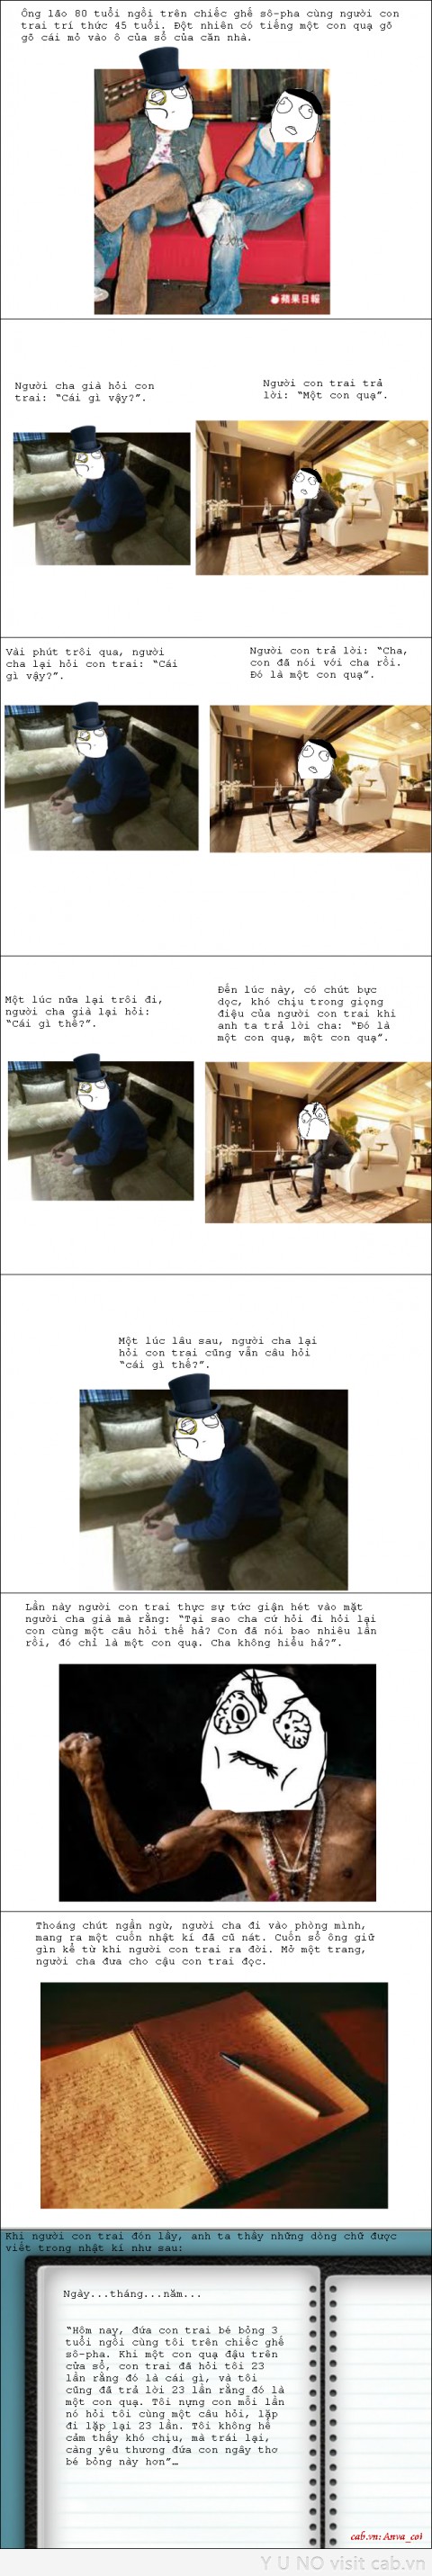 Ông lão 80 tuổi ngồi trên chiếc ghế sô-pha cùng người con
trai trí thức 45 tuổi. Đột nhiên có tiếng một con quạ gõ
gõ cái mỏ vào ô của sổ của căn nhà.
蘋果日報
Người cha già hỏi con
trai: “Cái gì vậy?”.
Người con trai trả
lời: “Một con quạ”.
Vài phút trôi qua, người
cha lại hỏi con trai: “Cái
gì vậy?”.
Người con trả lời: “Cha,
con đã nói với cha rồi.
Đó là một con quạ”.
Một lúc nữa lại trôi đi,
người cha già lại hỏi:
“Cái gì thế?”.
Đến lúc này, có chút bực
dọc, khó chịu trong giọng
điệu của người con trai khi
anh ta trả lời cha: “Đó là
một con quạ, một con quạ”.
Một lúc lâu sau, người cha lại
hỏi con trai cũng vẫn câu hỏi
“cái gì thế?”.
Lần này người con trai thực sự tức giận hét vào mặt
người cha già mà rằng: “Tại sao cha cứ hỏi đi hỏi lại
con cùng một câu hỏi thế hả? Con đã nói bao nhiêu lần
rồi, đó chỉ là một con quạ. Cha không hiểu hả?”.
Thoáng chút ngần ngừ, người cha đi vào phòng mình,
mang ra một cuốn nhật kí đã cũ nát. Cuốn sổ ông giữ
gìn kể từ khi người con trai ra đời. Mở một trang,
người cha đưa cho cậu con trai đọc.
Khi người con trai đón lấy, anh ta thấy những dòng chữ được
viết trong nhật kí như sau:
Ngày...tháng...năm...
“Hôm nay, đứa con trai bé bỏng 3
tuổi ngồi cùng tôi trên chiếc ghế
sô-pha. Khi một con quạ đậu trên
cửa sổ, con trai đã hỏi tôi 23
lần rằng đó là cái gì, và tôi
cũng đã trả lời 23 lần rằng đó là
một con quạ. Tôi nựng con mỗi lần
nó hỏi tôi cùng một câu hỏi, lặp
đi lặp lại 23 lần. Tôi không hề
cảm thấy khó chịu, mà trái lại,
càng yêu thương đứa con ngây thơ
bé bỏng này hơn”…
cab.vn: Anva_coi
Y U NO visit cab.vn